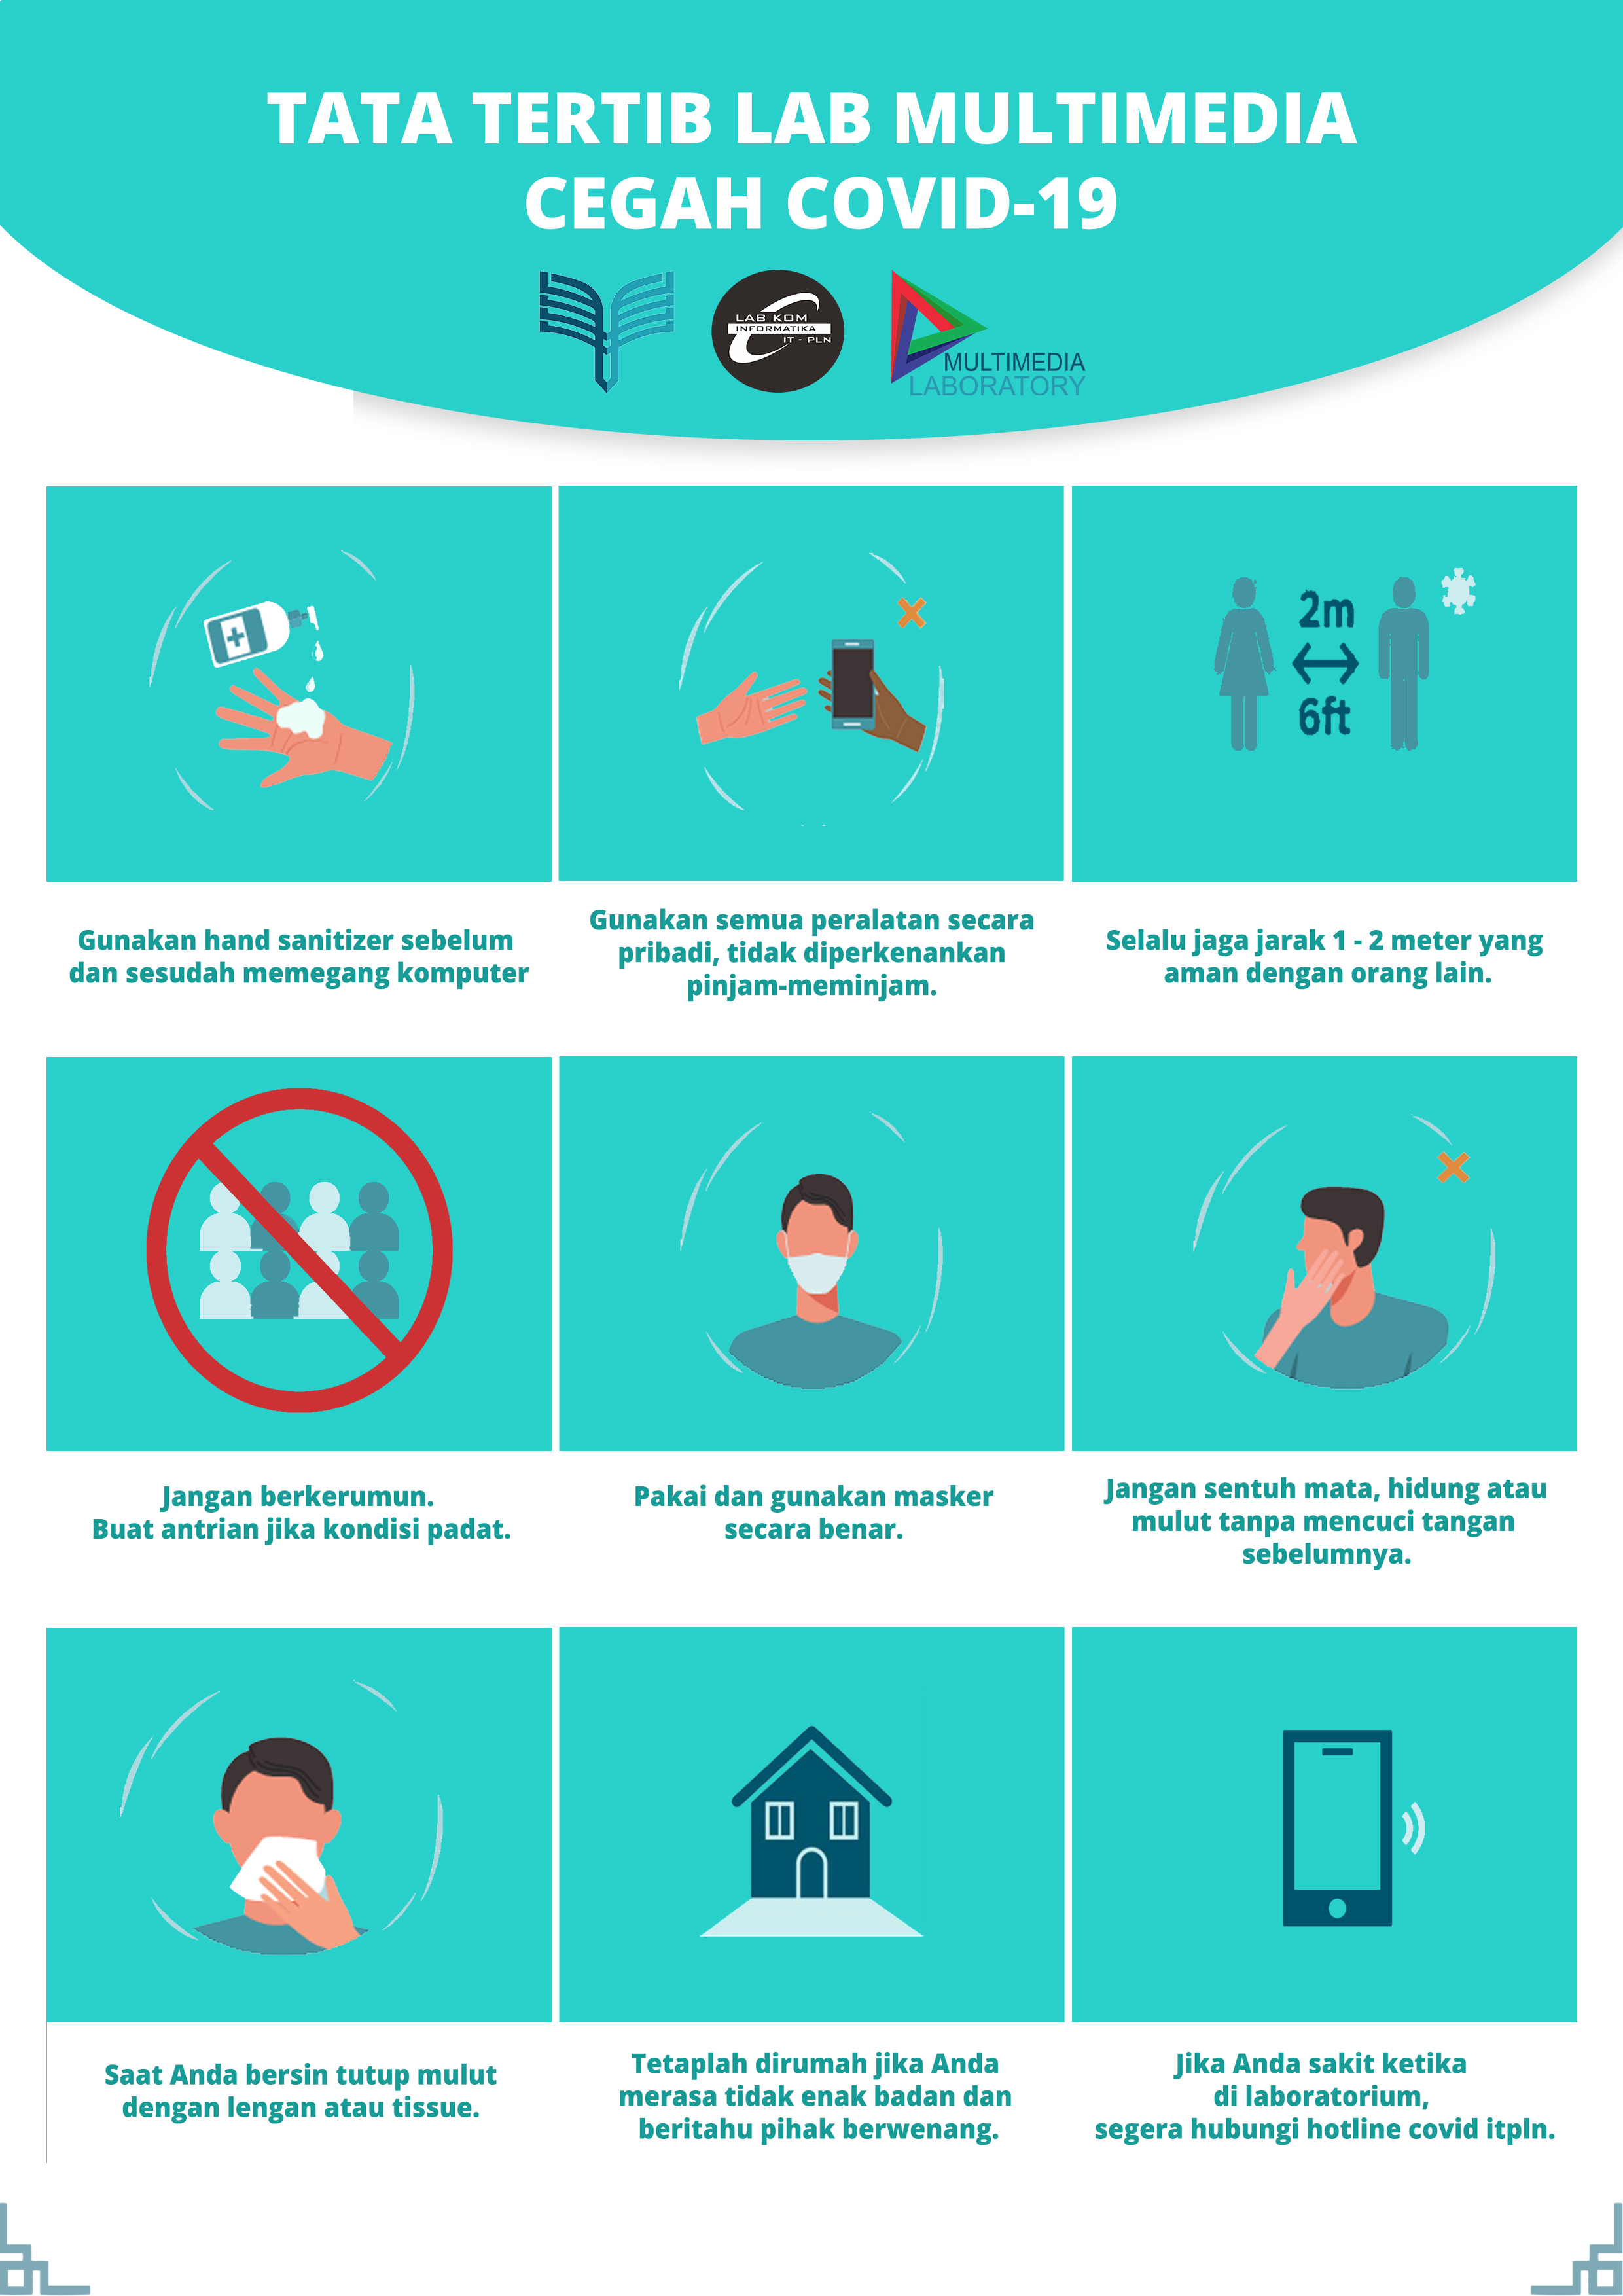 TATA TERTIB LAB MULTIMEDIA
CEGAH COVID-19
LAB KOM
INFORMATIKA
IT - PLN
MULTIMEDIA
LABORATORY
2m
6ft
Gunakan hand sanitizer sebelum
dan sesudah memegang komputer
Gunakan semua peralatan secara
pribadi, tidak diperkenankan
pinjam-meminjam.
Selalu jaga jarak 1 - 2 meter yang
aman dengan orang lain.
Jangan berkerumun.
Buat antrian jika kondisi padat.
Pakai dan gunakan masker
secara benar.
Jangan sentuh mata, hidung atau
mulut tanpa mencuci tangan
sebelumnya.
Saat Anda bersin tutup mulut
dengan lengan atau tissue.
Tetaplah dirumah jika Anda
merasa tidak enak badan dan
beritahu pihak berwenang.
Jika Anda sakit ketika
di laboratorium,
segera hubungi hotline covid itpln.